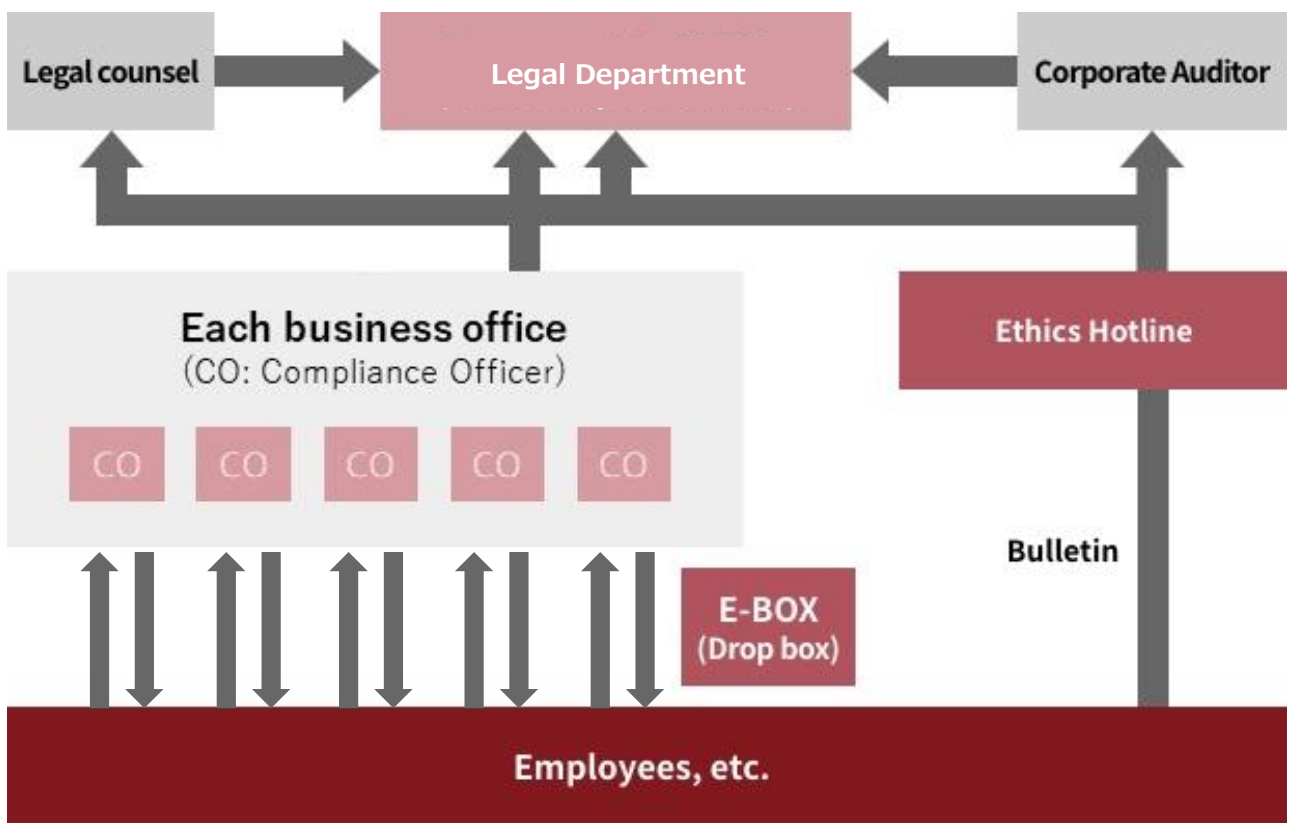 Legal counsel
Legal Department
Corporate Auditor
Each business office
(CO: Compliance Officer)
Ethics Hotline
CO
CO
CO
CO
CO
Bulletin
E-BOX
(Drop box)
Employees, etc.